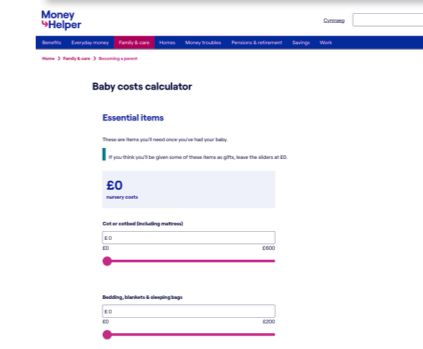 Money
Helper
Cymraeg
Benefits Everyday money Family & care Homes Money troubles Pensions & retirement Savings Work
Home > Family & care > Becoming a parent
Baby costs calculator
Essential items
These are items you'll need once you've had your baby.
If you think you'll be given some of these items as gifts, leave the sliders at £0.
£0
nursery costs
Cot or cotbed (including mattress)
£ 0
£0 £600
Bedding, blankets & sleeping bags
£ 0
£0 £200